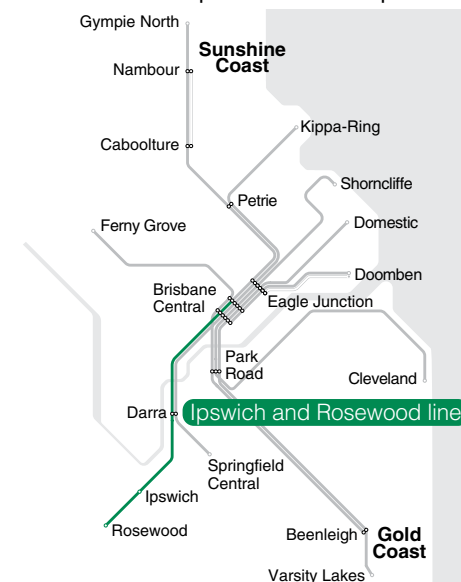 Gympie North
Sunshine
Coast
Nambour
Kippa-Ring
Caboolture
Shorncliffe
Petrie
Ferny Grove
Domestic
Doomben
Brisbane
Central
Eagle Junction
Park
Road
Cleveland
Darra
Ipswich and Rosewood line
Springfield
Central
Ipswich
Rosewood
Beenleigh
Gold
Coast
Varsity Lakes